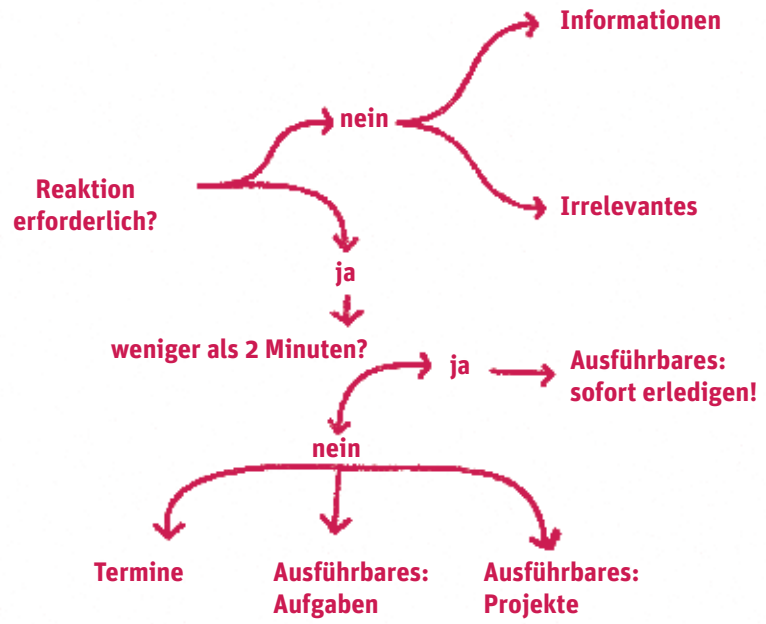 Informationen
nein
Reaktion
erforderlich?
Irrelevantes
ja
weniger als 2 Minuten?
ja
Ausführbares:
sofort erledigen!
nein
Termine
Ausführbares:
Aufgaben
Ausführbares:
Projekte